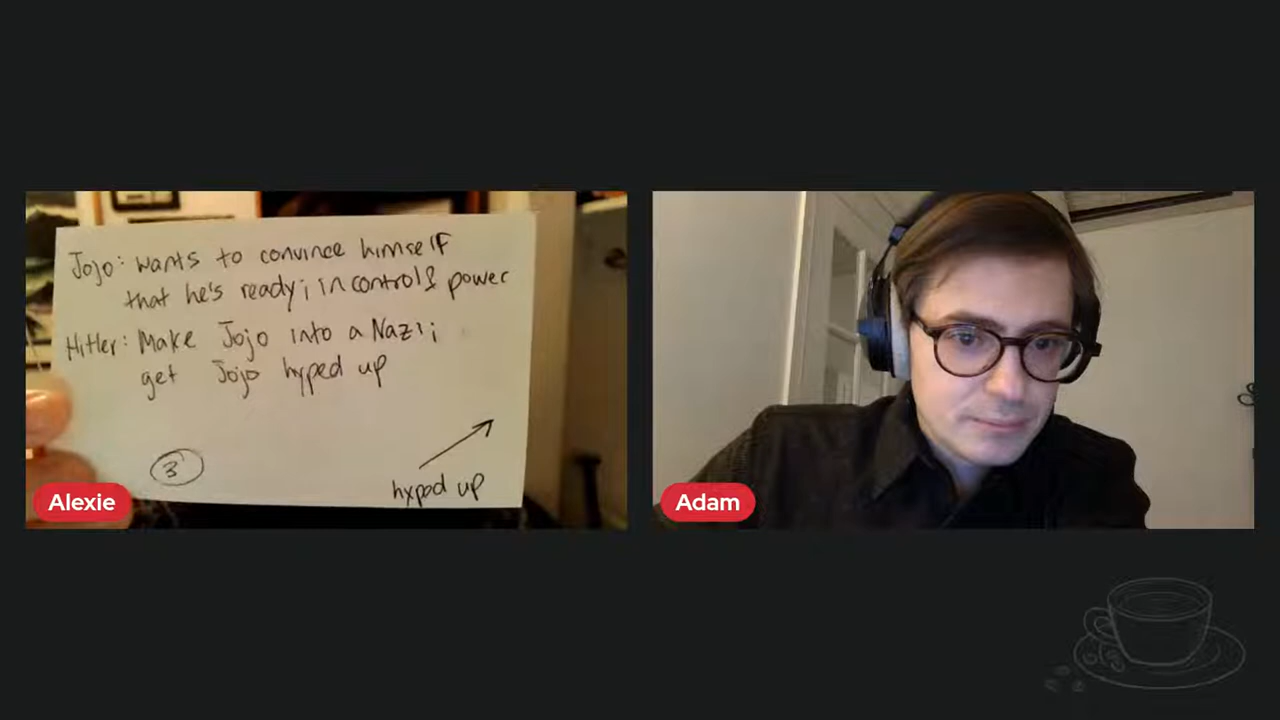 Jojo: wants to convince himself
that he's ready; in control & power
Hitler: Make Jojo into a Nazi;
get Jojo hyped up
3
hyped up
Alexie
Adam